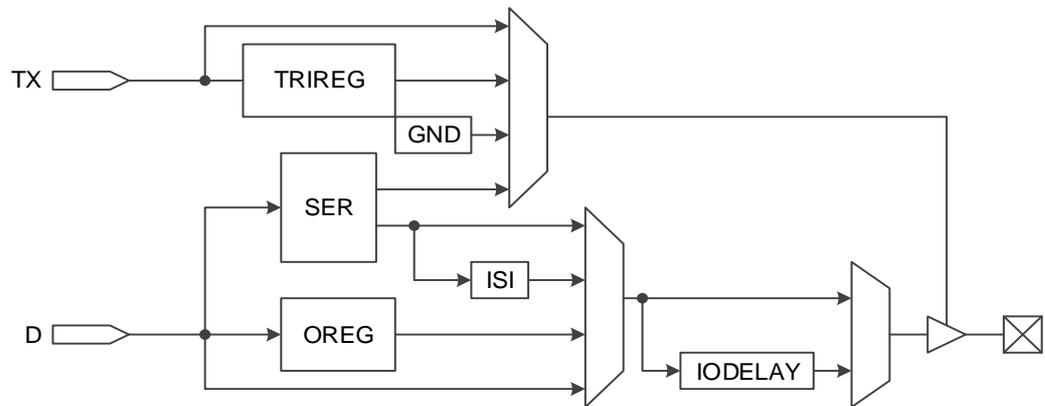 TX
TRIREG
GND
SER
ISI
D
OREG
IODELAY